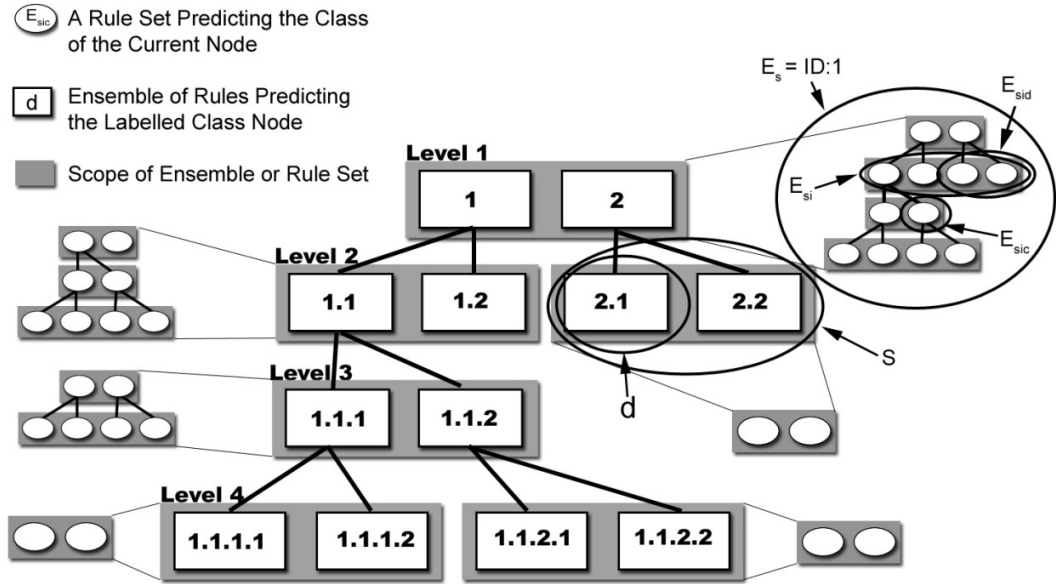 E_sic A Rule Set Predicting the Class
of the Current Node
d Ensemble of Rules Predicting
the Labelled Class Node
Scope of Ensemble or Rule Set
E_s = ID:1
E_sid
E_si
E_sic
Level 1
1 2
Level 2
1.1 1.2 2.1 2.2
S
d
Level 3
1.1.1 1.1.2
Level 4
1.1.1.1 1.1.1.2 1.1.2.1 1.1.2.2